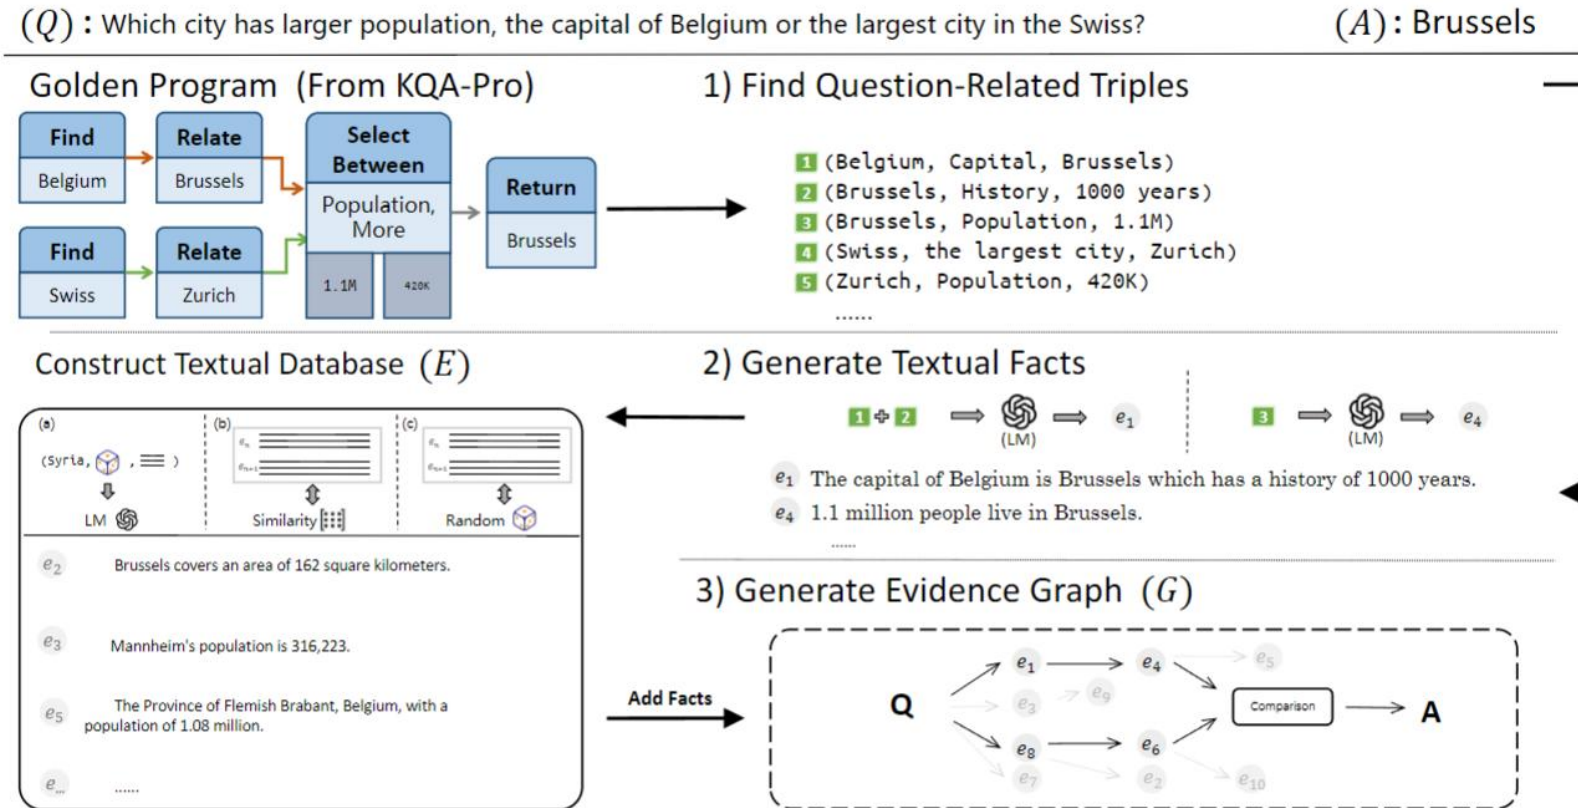 (Q) : Which city has larger population, the capital of Belgium or the largest city in the Swiss?
(A) : Brussels
Golden Program (From KQA-Pro)
Find
Belgium
Relate
Brussels
Select
Between
Population,
More
1.1M
420K
Return
Brussels
Find
Swiss
Relate
Zurich
1) Find Question-Related Triples
1 (Belgium, Capital, Brussels)
2 (Brussels, History, 1000 years)
3 (Brussels, Population, 1.1M)
4 (Swiss, the largest city, Zurich)
5 (Zurich, Population, 420K)
......
Construct Textual Database (E)
(a)
(Syria, , )
LM
(b)
eₙ
eₙ₊₁
Similarity
(c)
eₙ
eₙ₊₁
Random
e₂ Brussels covers an area of 162 square kilometers.
e₃ Mannheim's population is 316,223.
e₅ The Province of Flemish Brabant, Belgium, with a
population of 1.08 million.
e... ......
2) Generate Textual Facts
1 + 2
(LM)
e₁
3
(LM)
e₄
e₁ The capital of Belgium is Brussels which has a history of 1000 years.
e₄ 1.1 million people live in Brussels.
......
Add Facts
3) Generate Evidence Graph (G)
Q
e₁
e₄
e₅
e₃
e₉
e₈
e₆
e₇
e₂
e₁₀
Comparison
A